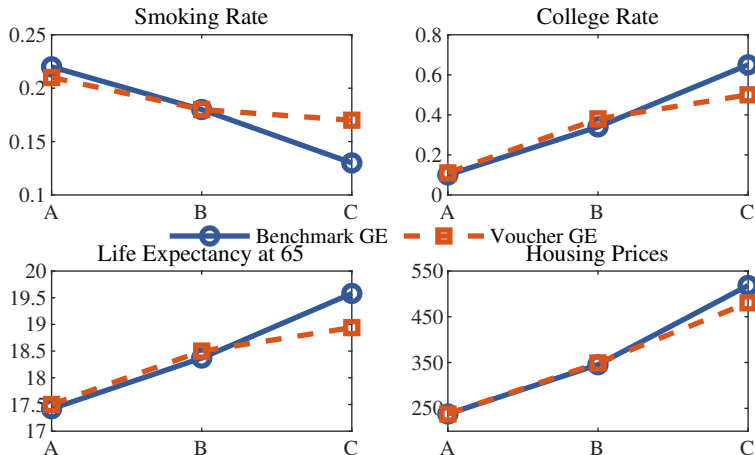 Smoking Rate
0.25
0.2
0.15
0.1
A B C
College Rate
0.8
0.6
0.4
0.2
0
A B C
Benchmark GE Voucher GE
Life Expectancy at 65
20
19.5
19
18.5
18
17.5
17
A B C
Housing Prices
550
450
350
250
A B C